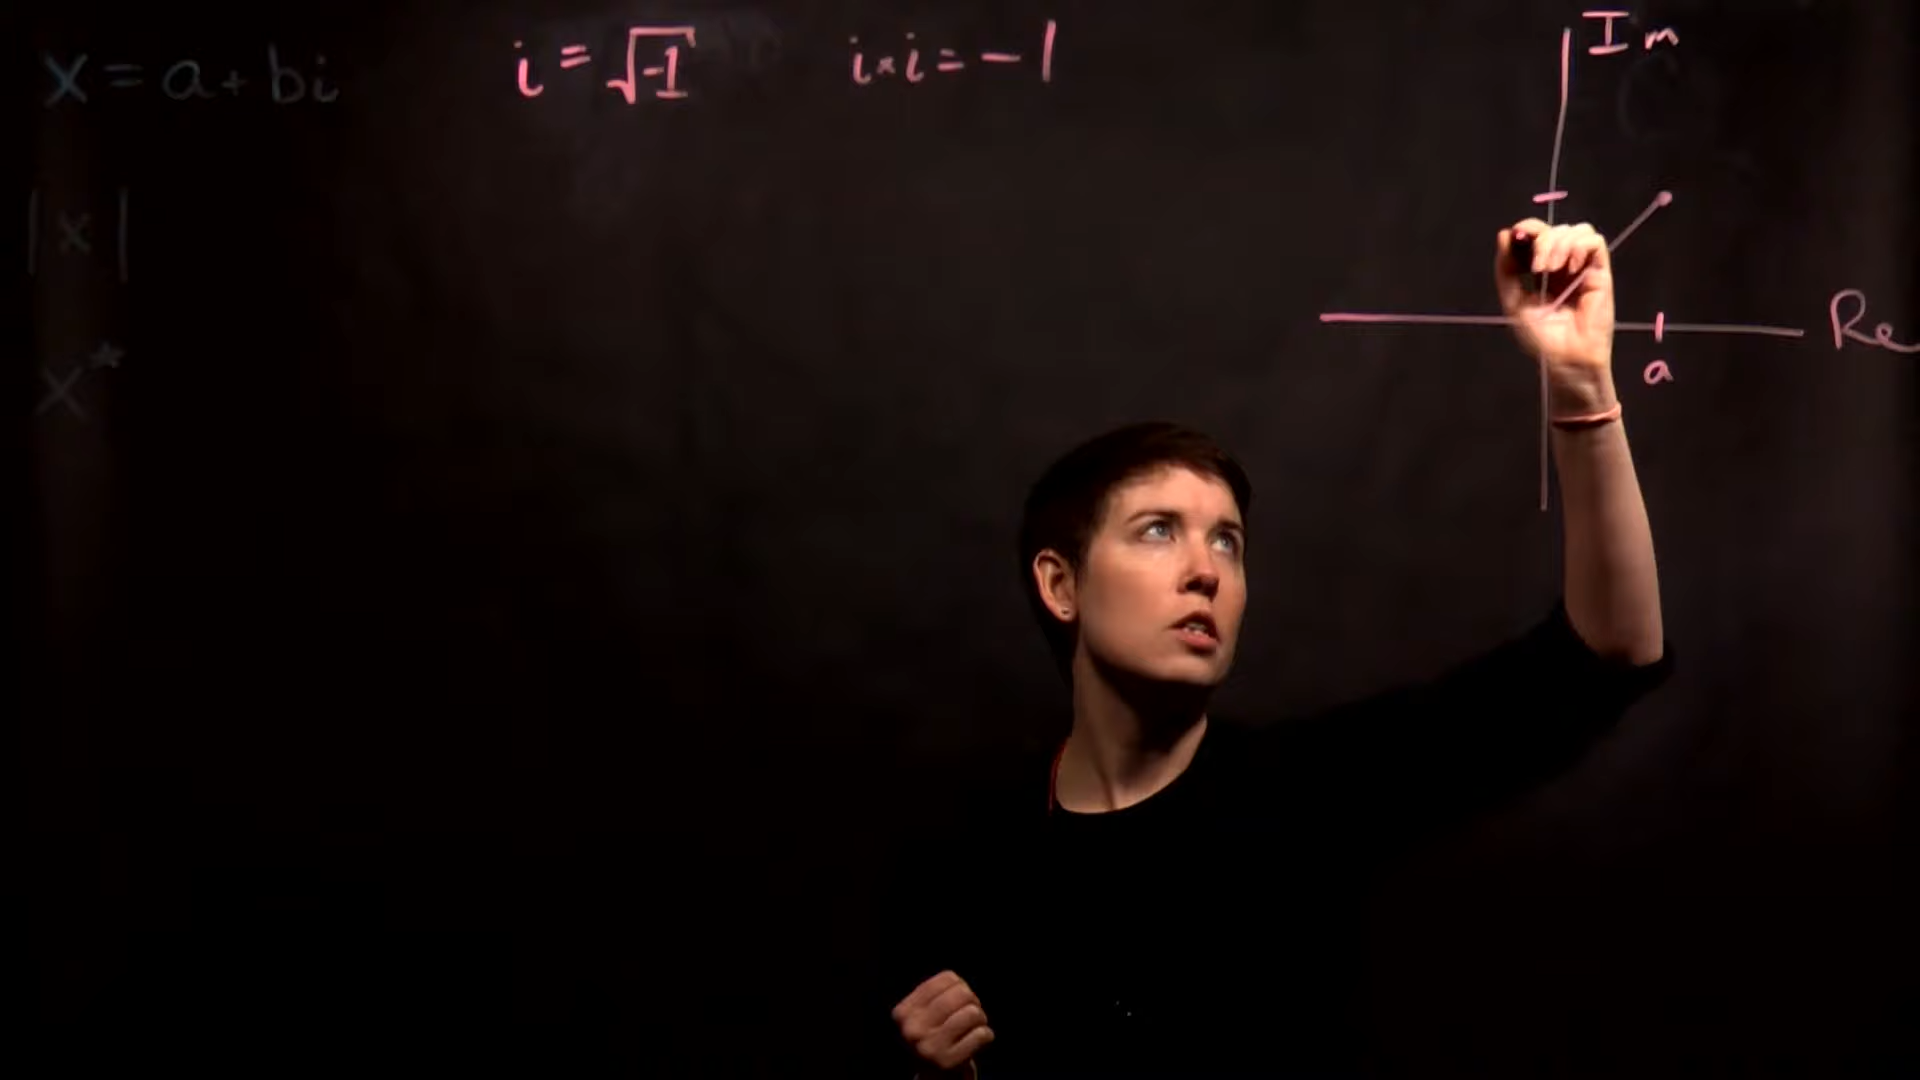 x = a + bi
i = √-1
i × i = -1
Im
|x|
Re
a
x*